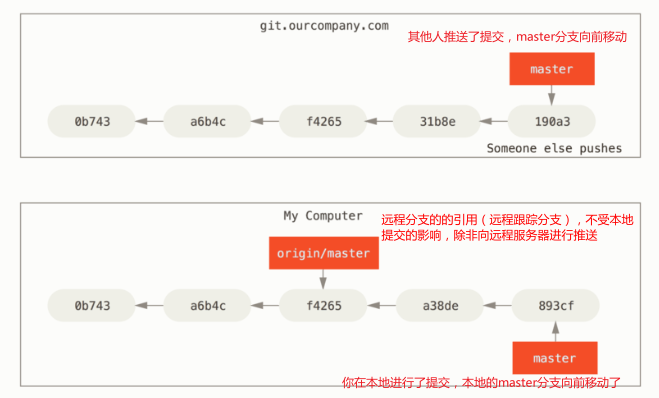 git.ourcompany.com
其他人推送了提交，master分支向前移动
master
0b743
a6b4c
f4265
31b8e
190a3
Someone else pushes
My Computer
远程分支的的引用（远程跟踪分支），不受本地
提交的影响，除非向远程服务器进行推送
origin/master
0b743
a6b4c
f4265
a38de
893cf
master
你在本地进行了提交，本地的master分支向前移动了